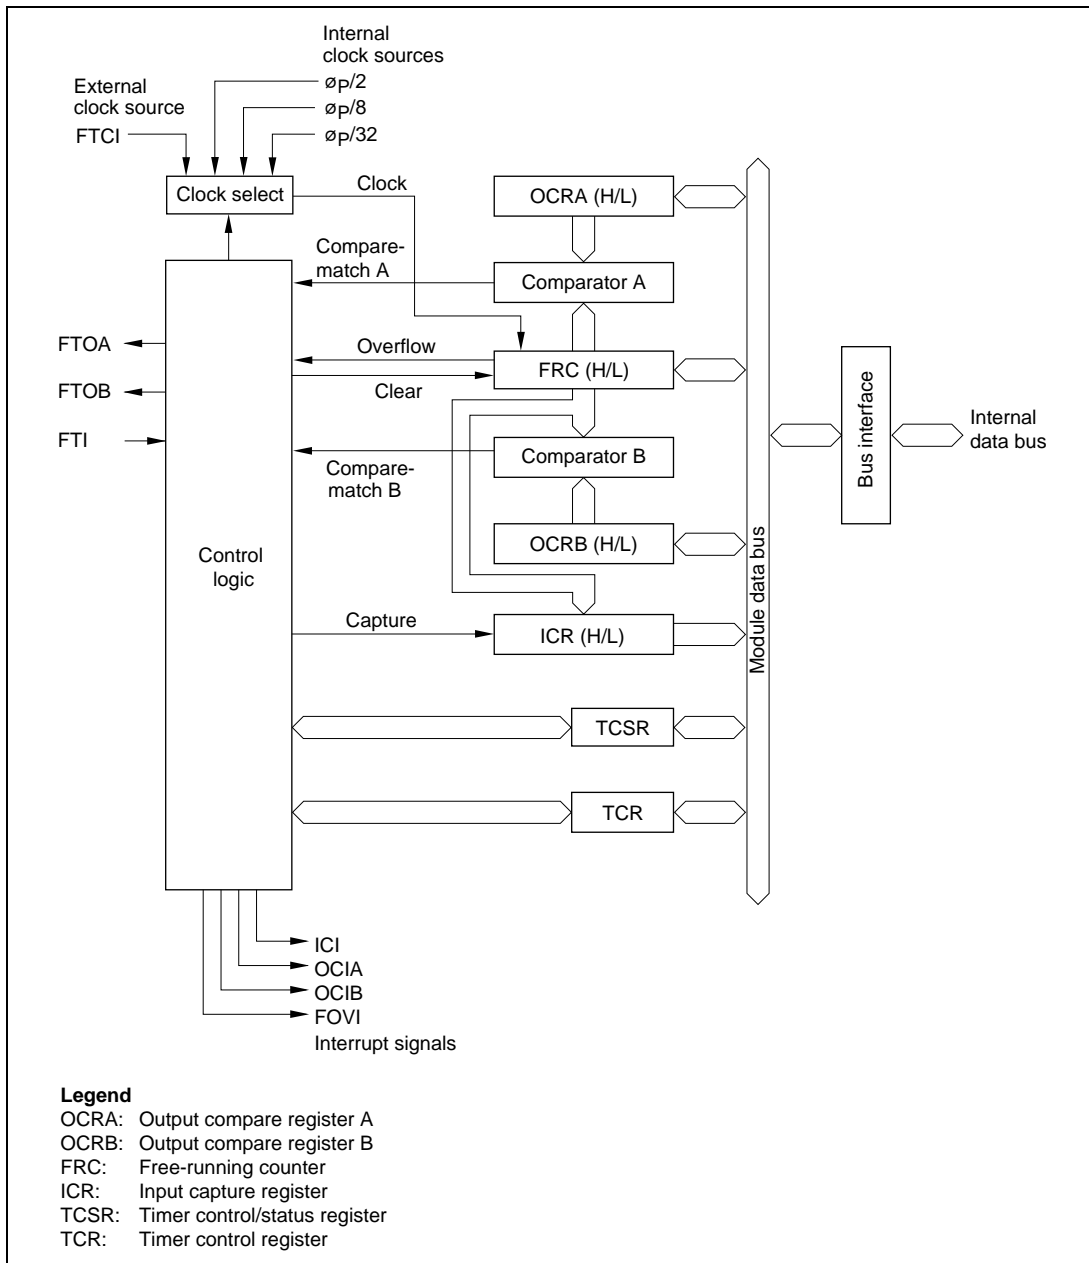 Internal
clock sources
External
clock source
øP/2
øP/8
FTCI
øP/32
Clock select
Clock
OCRA (H/L)
Compare-
match A
Comparator A
FTOA
Overflow
FRC (H/L)
Clear
FTOB
FTI
Comparator B
Compare-
match B
Bus interface
Internal
data bus
OCRB (H/L)
Control
logic
Module data bus
Capture
ICR (H/L)
TCSR
TCR
ICI
OCIA
OCIB
FOVI
Interrupt signals
Legend
OCRA: Output compare register A
OCRB: Output compare register B
FRC: Free-running counter
ICR: Input capture register
TCSR: Timer control/status register
TCR: Timer control register